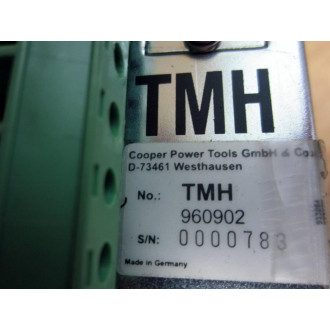 TMH
Cooper Power Tools GmbH & Co.
D-73461 Westhausen
No.: TMH
960902
S/N: 0000783
Made in Germany